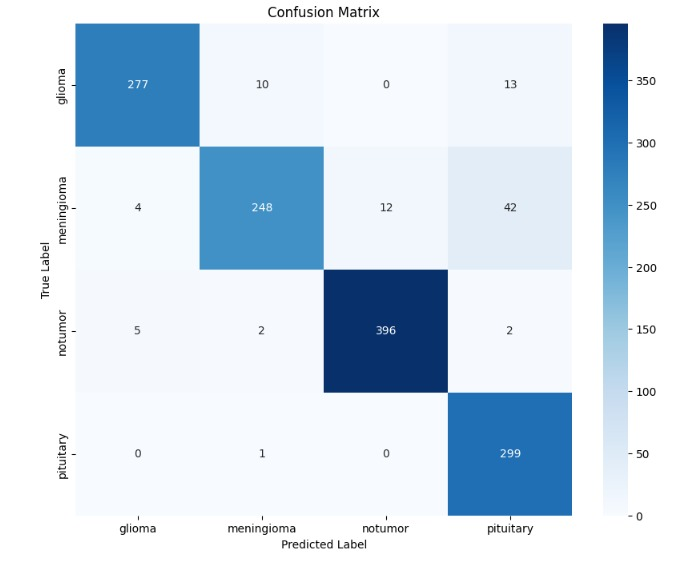 Confusion Matrix
True Label
glioma 277 10 0 13
meningioma 4 248 12 42
notumor 5 2 396 2
pituitary 0 1 0 299
glioma meningioma notumor pituitary
Predicted Label
350
300
250
200
150
100
50
0